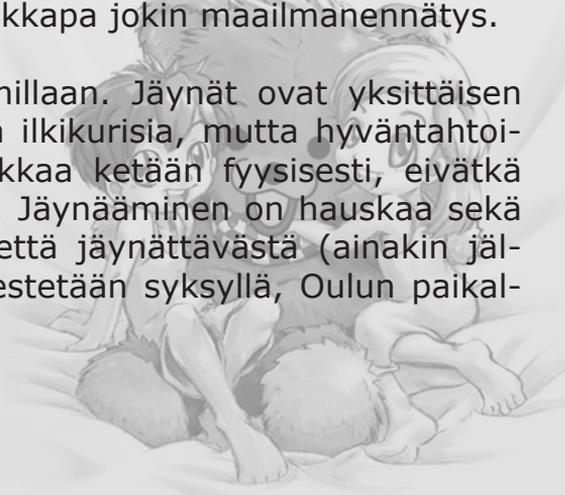 kkapa jokin maailmanennätys.
nillaan. Jäynät ovat yksittäisen
ilkikurisia, mutta hyväntahtoi-
kkaa ketään fyysisesti, eivätkä
Jäynääminen on hauskaa sekä
että jäynättävästä (ainakin jäl-
estetään syksyllä, Oulun paikal-